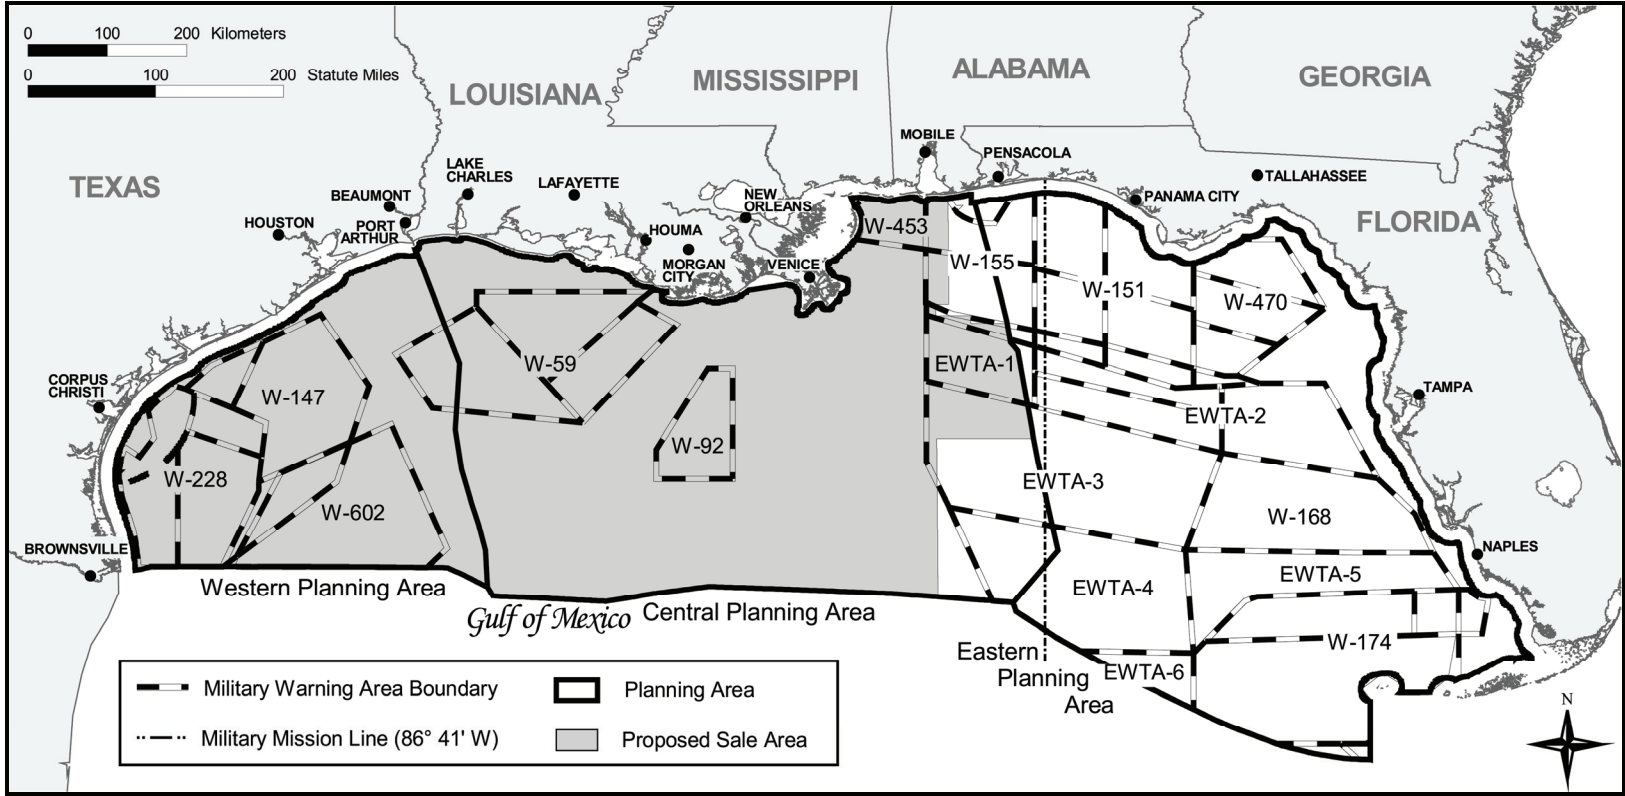 0 100 200 Kilometers
0 100 200 Statute Miles
LOUISIANA
MISSISSIPPI
ALABAMA
GEORGIA
TEXAS
FLORIDA
MOBILE
PENSACOLA
TALLAHASSEE
PANAMA CITY
LAKE
CHARLES
LAFAYETTE
BEAUMONT
PORT
ARTHUR
HOUSTON
NEW
ORLEANS
HOUMA
MORGAN
CITY
VENICE
CORPUS
CHRISTI
BROWNSVILLE
TAMPA
NAPLES
W-453
W-155
W-151
W-470
W-59
W-147
W-92
W-228
W-602
EWTA-1
EWTA-2
EWTA-3
W-168
EWTA-4
EWTA-5
W-174
EWTA-6
Western Planning Area
Gulf of Mexico
Central Planning Area
Eastern
Planning
Area
Military Warning Area Boundary
Planning Area
Military Mission Line (86° 41' W)
Proposed Sale Area
N